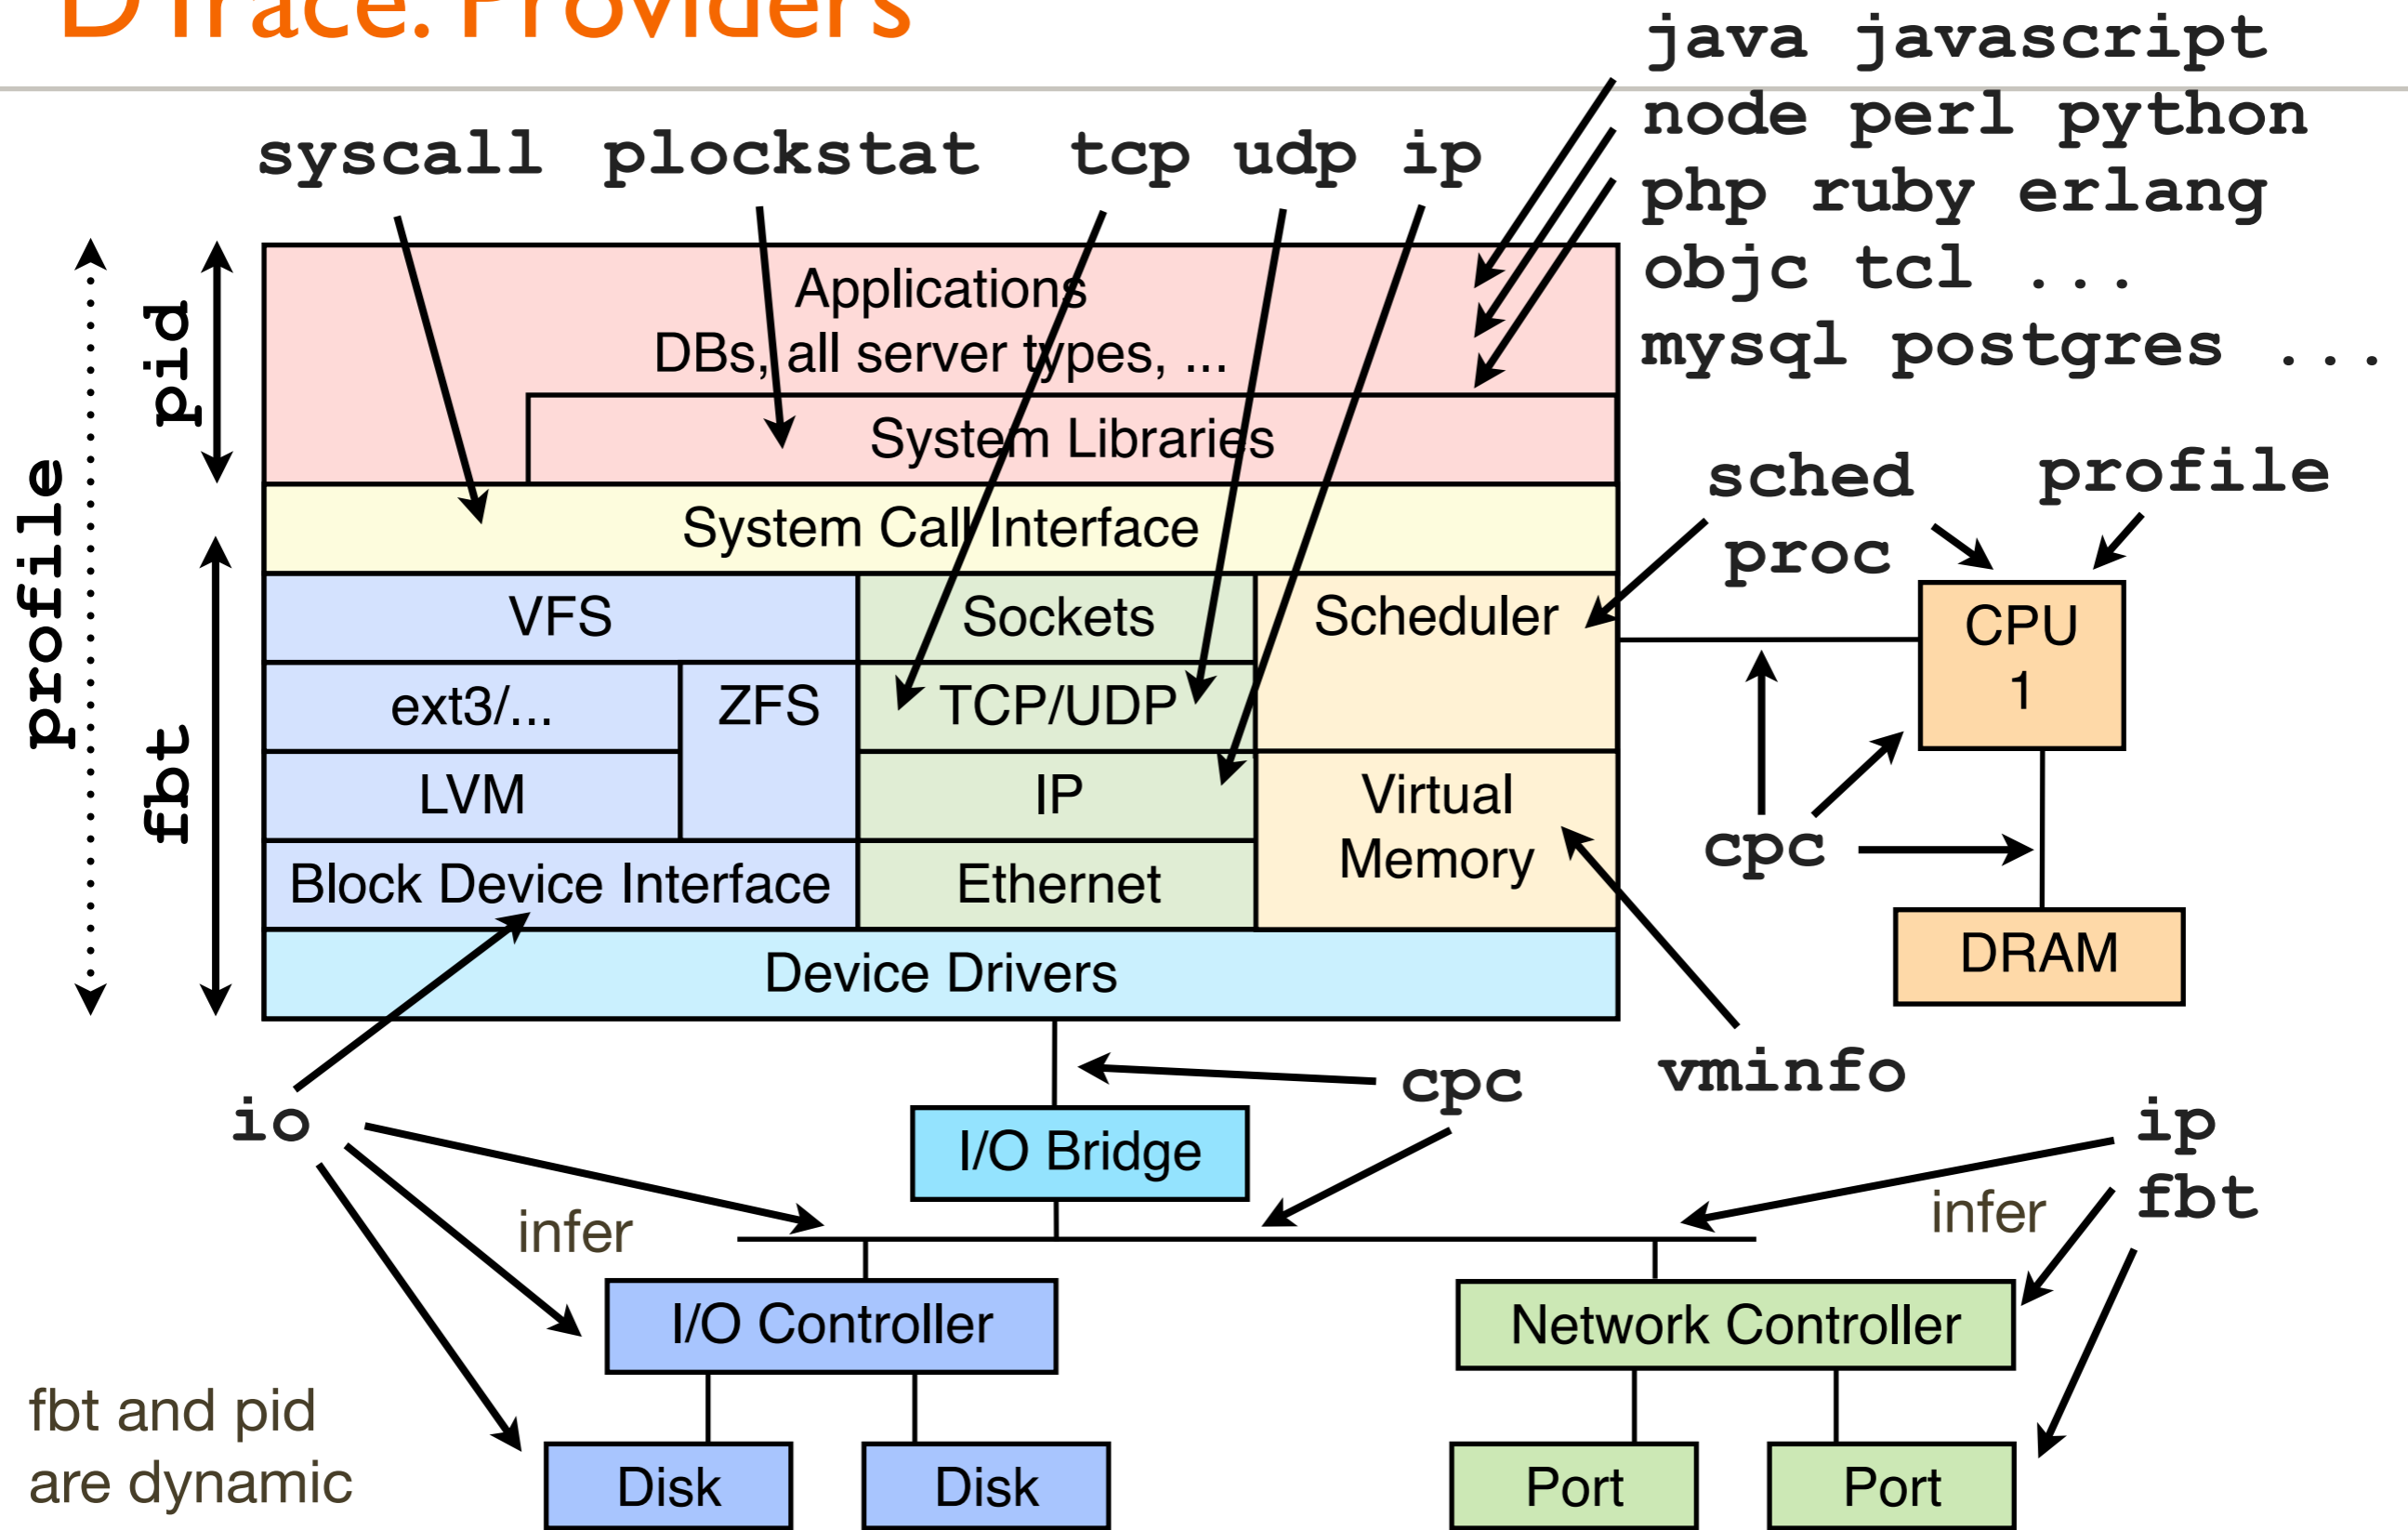 DTrace: Providers
java javascript
node perl python
php ruby erlang
objc tcl ...
mysql postgres ...
syscall plockstat tcp udp ip
profile
pid
fbt
Applications
DBs, all server types, ...
System Libraries
System Call Interface
VFS
Sockets
Scheduler
ext3/...
ZFS
TCP/UDP
LVM
IP
Virtual
Memory
Block Device Interface
Ethernet
Device Drivers
sched
proc
profile
CPU
1
cpc
DRAM
vminfo
cpc
io
I/O Bridge
infer
ip
fbt
infer
I/O Controller
Network Controller
Disk
Disk
Port
Port
fbt and pid
are dynamic